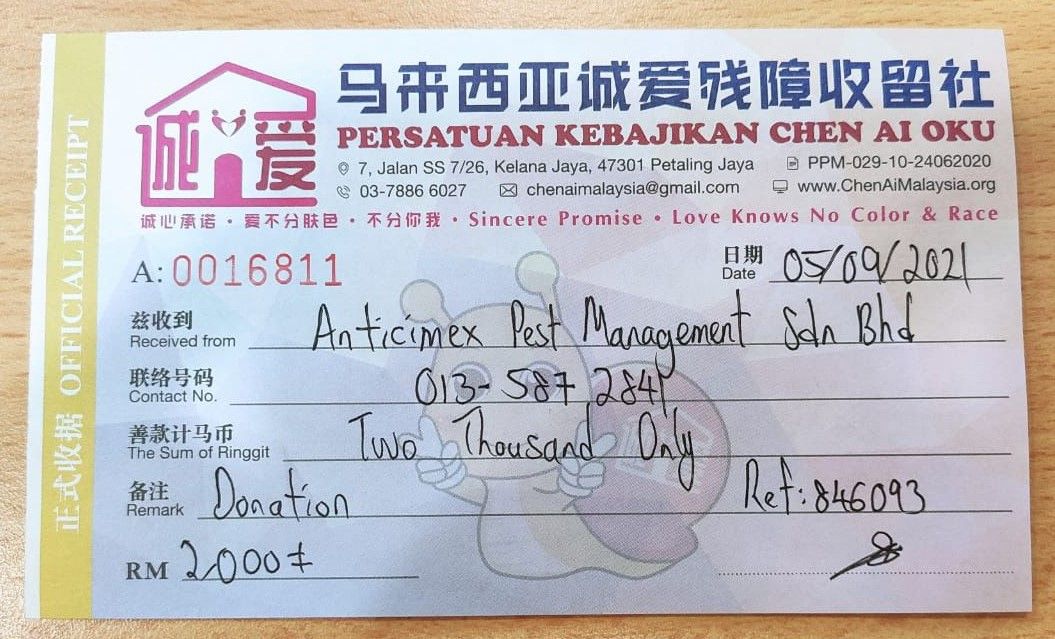 正式收据 OFFICIAL RECEIPT
诚爱
马来西亚诚爱残障收留社
PERSATUAN KEBAJIKAN CHEN AI OKU
7, Jalan SS 7/26, Kelana Jaya, 47301 Petaling Jaya PPM-029-10-24062020
03-7886 6027 chenaimalaysia@gmail.com www.ChenAiMalaysia.org
诚心承诺 • 爱不分肤色 • 不分你我 • Sincere Promise • Love Knows No Color & Race
A: 0016811
日期
Date 05/09/2021
兹收到
Received from Anticimex Pest Management Sdn Bhd
联络号码
Contact No. 013-587 2841
善款计马币
The Sum of Ringgit Two Thousand Only
备注
Remark Donation Ref: 846093
RM 2000